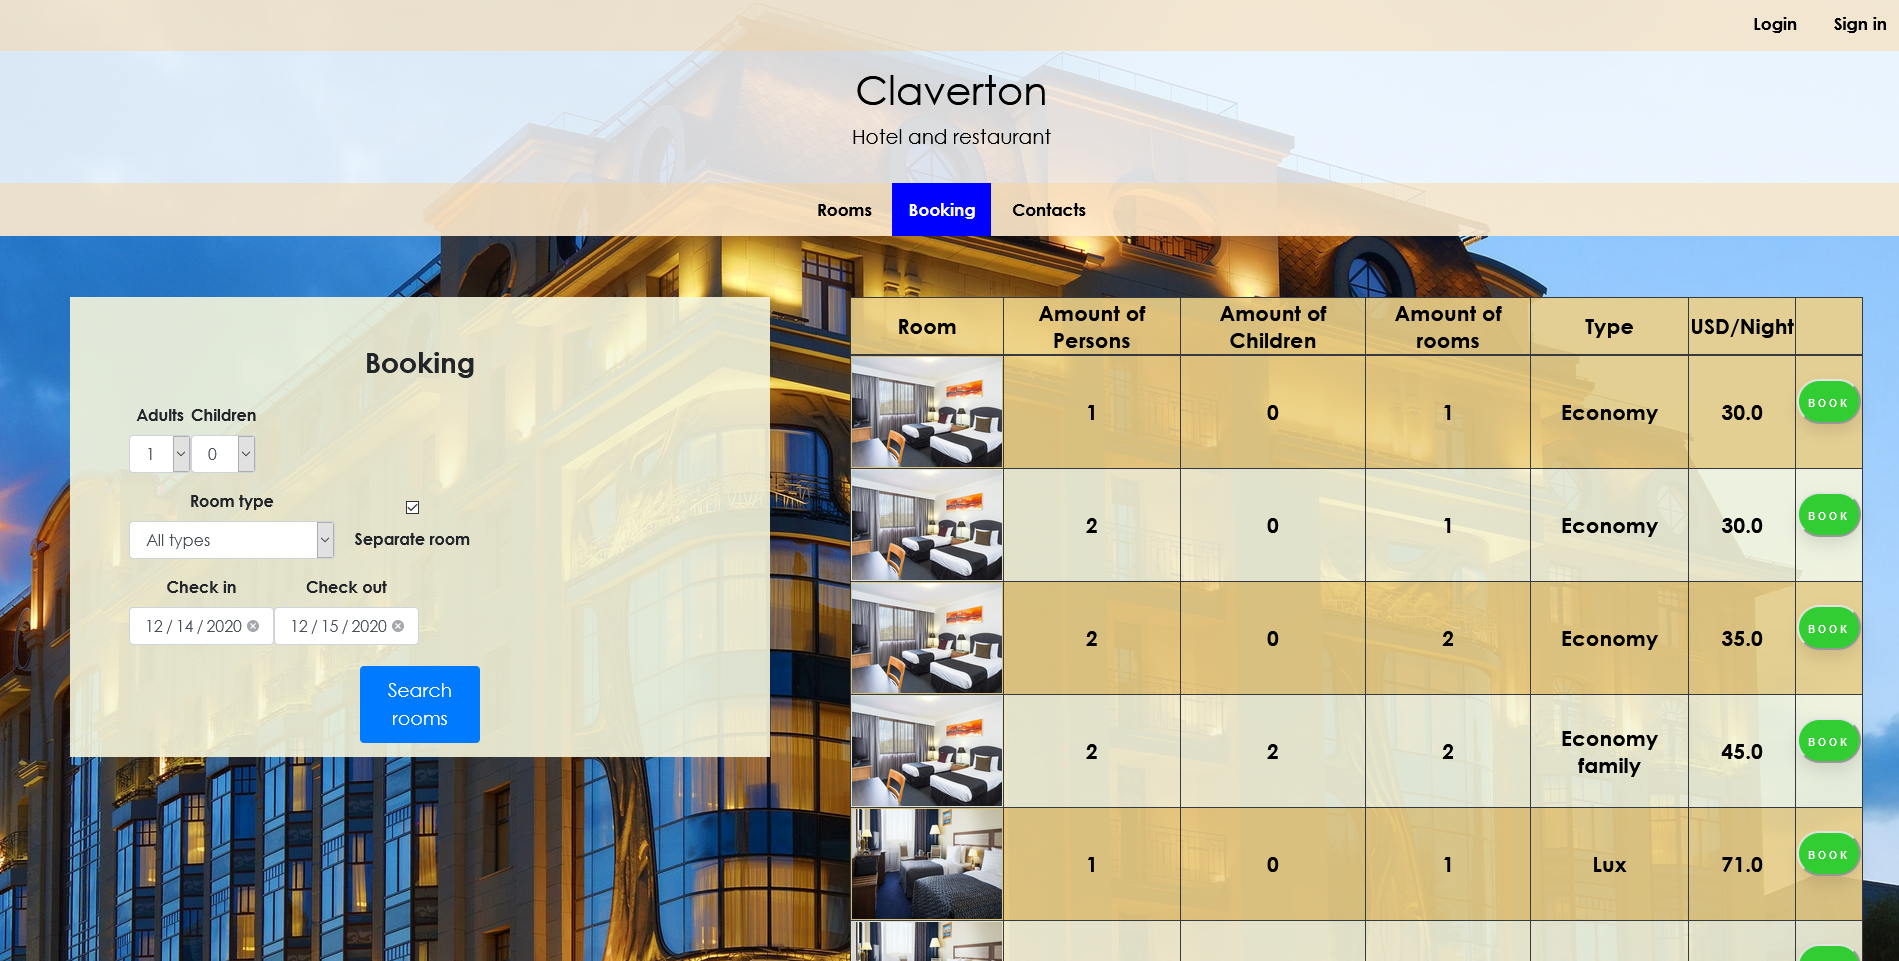 Login Sign in
Claverton
Hotel and restaurant
Rooms Booking Contacts
Booking
Adults Children
1 0
Room type
All types
Separate room
Check in Check out
12 / 14 / 2020 12 / 15 / 2020
Search
rooms
Room Amount of Persons Amount of Children Amount of rooms Type USD/Night
1 0 1 Economy 30.0 BOOK
2 0 1 Economy 30.0 BOOK
2 0 2 Economy 35.0 BOOK
2 2 2 Economy family 45.0 BOOK
1 0 1 Lux 71.0 BOOK